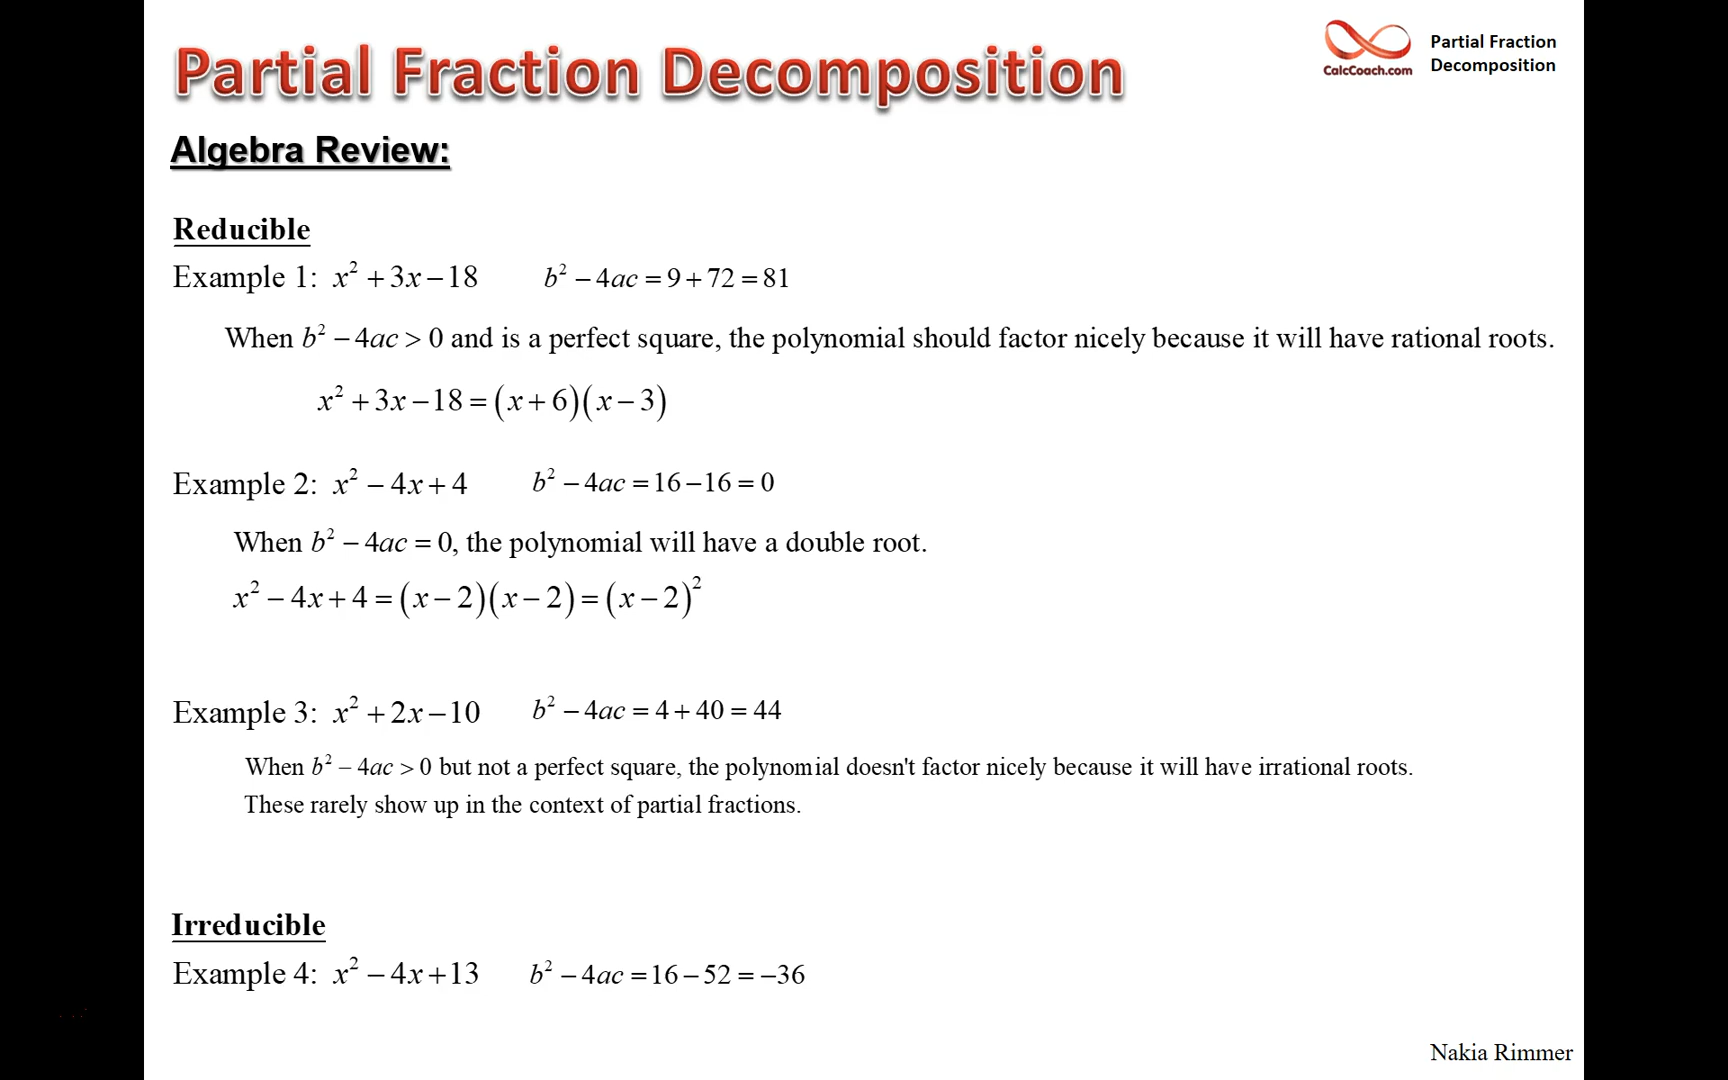 Partial Fraction Decomposition
CalcCoach.com
Partial Fraction
Decomposition
Algebra Review:
Reducible
Example 1: x² + 3x − 18 b² − 4ac = 9 + 72 = 81
When b² − 4ac > 0 and is a perfect square, the polynomial should factor nicely because it will have rational roots.
x² + 3x − 18 = (x + 6)(x − 3)
Example 2: x² − 4x + 4 b² − 4ac = 16 − 16 = 0
When b² − 4ac = 0, the polynomial will have a double root.
x² − 4x + 4 = (x − 2)(x − 2) = (x − 2)²
Example 3: x² + 2x − 10 b² − 4ac = 4 + 40 = 44
When b² − 4ac > 0 but not a perfect square, the polynomial doesn't factor nicely because it will have irrational roots.
These rarely show up in the context of partial fractions.
Irreducible
Example 4: x² − 4x + 13 b² − 4ac = 16 − 52 = −36
Nakia Rimmer